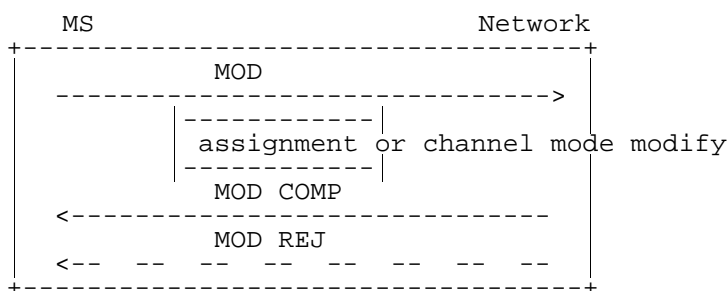 MS Network
MOD
assignment or channel mode modify
MOD COMP
MOD REJ